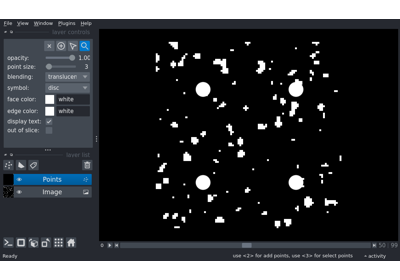 File View Window Plugins Help
layer controls
opacity: 1.00
point size: 3
blending: translucen
symbol: disc
face color: white
edge color: white
display text:
out of slice:
layer list
Points
Image
0 50 99
Ready use <2> for add points, use <3> for select points activity